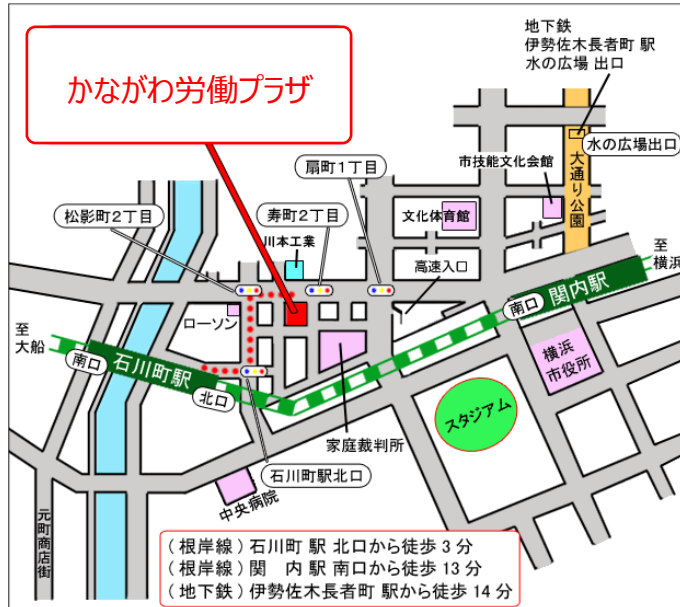 地下鉄
伊勢佐木長者町 駅
水の広場 出口
かながわ労働プラザ
水の広場出口
市技能文化会館
大通り公園
扇町1丁目
松影町2丁目
寿町2丁目
文化体育館
川本工業
高速入口
至
横浜
関内駅
南口
ローソン
至
大船
南口
石川町駅
北口
横浜
市役所
スタジアム
家庭裁判所
石川町駅北口
中央病院
元町商店街
( 根岸線 ) 石川町 駅 北口から徒歩 3 分
( 根岸線 ) 関 内 駅 南口から徒歩 13 分
( 地下鉄 ) 伊勢佐木長者町 駅から徒歩 14 分